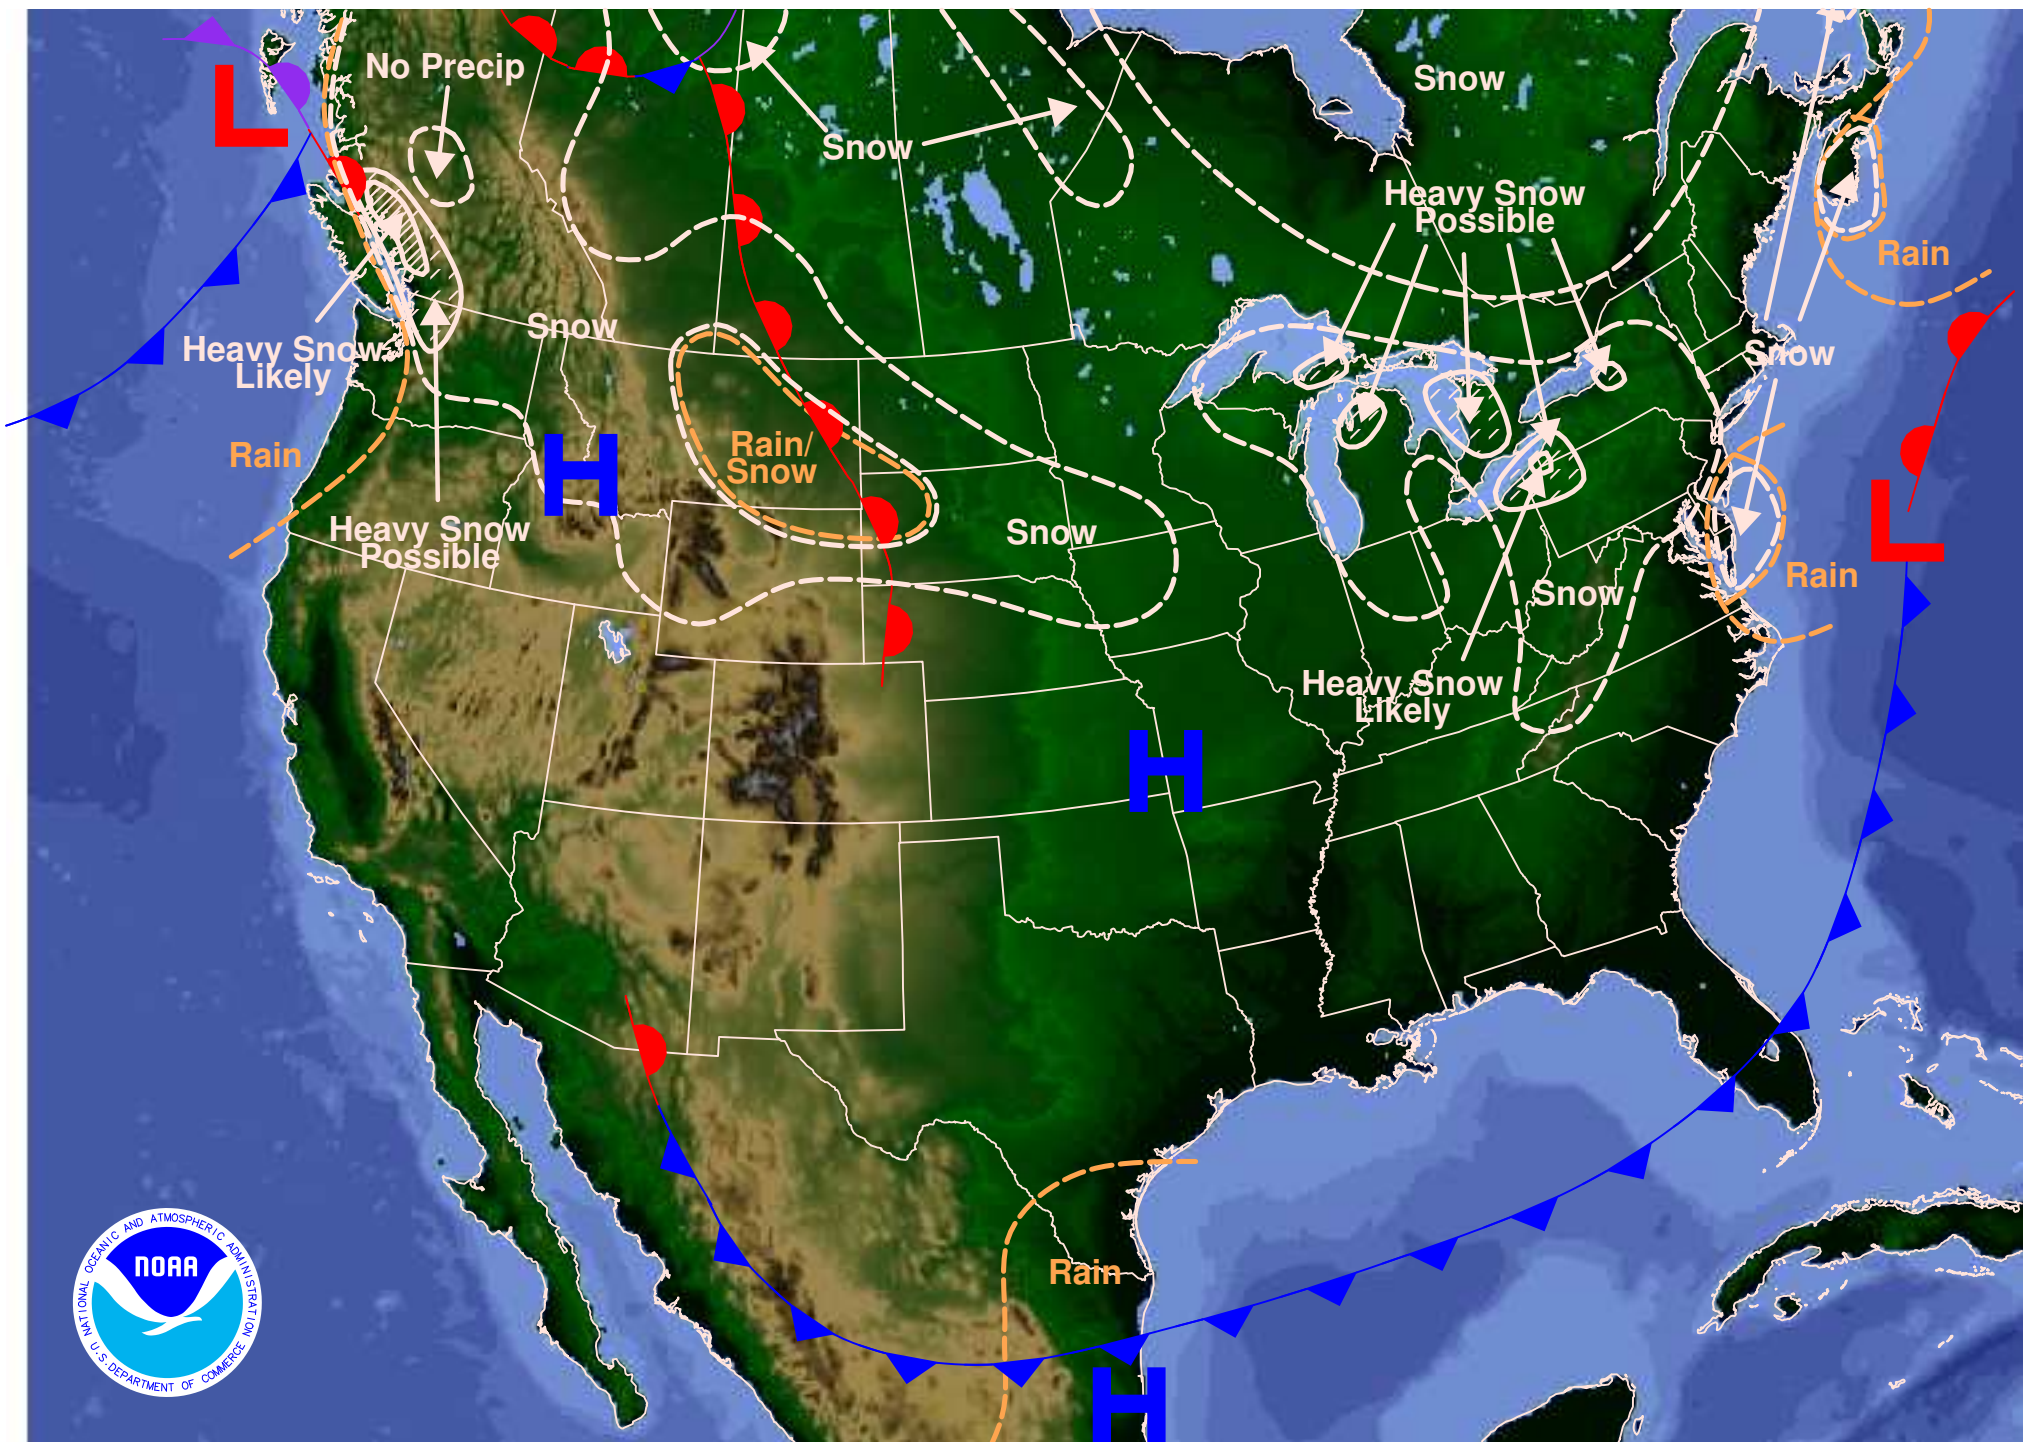 No Precip
Snow
L
Snow
Heavy Snow
Possible
Rain
Snow
Heavy Snow
Likely
Snow
Rain
Rain/
Snow
H
Heavy Snow
Possible
Snow
L
Rain
Snow
Heavy Snow
Likely
H
Rain
H
NATIONAL OCEANIC AND ATMOSPHERIC ADMINISTRATION
NOAA
U.S. DEPARTMENT OF COMMERCE